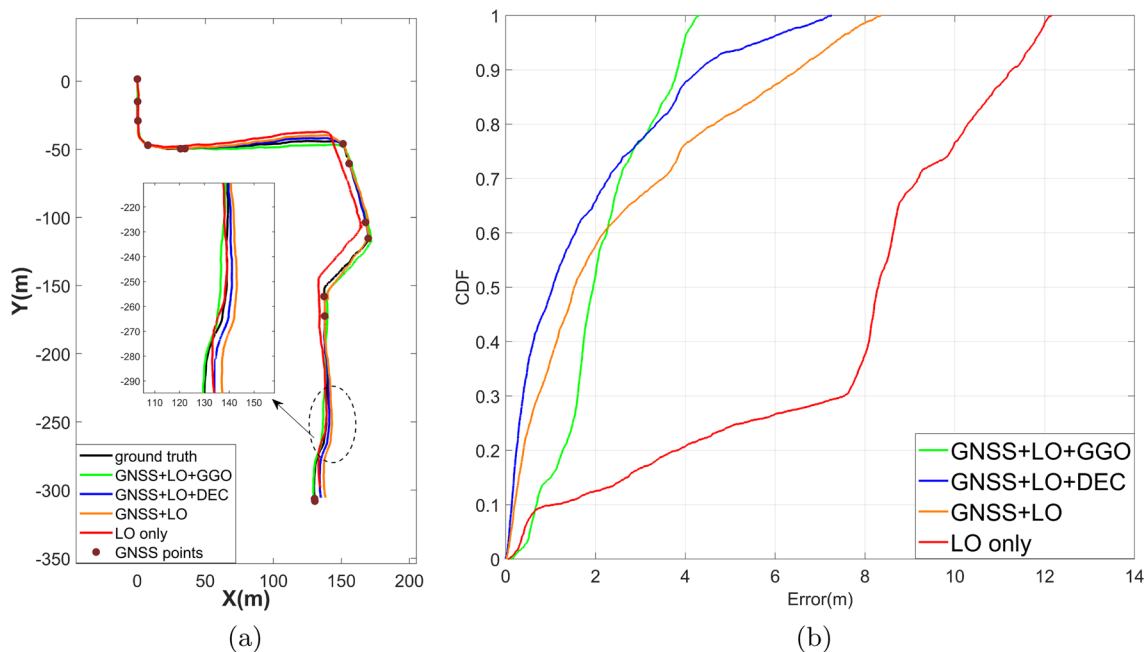 0
-50
-100
-150
-200
-250
-300
-350
Y(m)
0
50
100
150
200
X(m)
-220
-230
-240
-250
-260
-270
-280
-290
110
120
130
140
150
ground truth
GNSS+LO+GGO
GNSS+LO+DEC
GNSS+LO
LO only
GNSS points
(a)
1
0.9
0.8
0.7
0.6
0.5
0.4
0.3
0.2
0.1
0
CDF
0
2
4
6
8
10
12
14
Error(m)
GNSS+LO+GGO
GNSS+LO+DEC
GNSS+LO
LO only
(b)